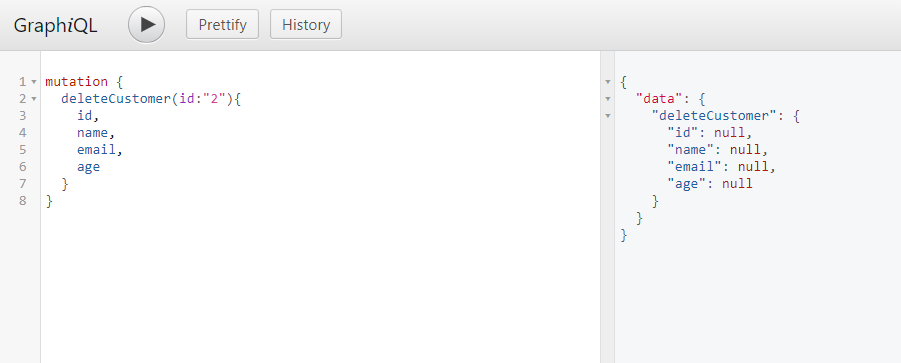 GraphiQL Prettify History
1 mutation {
2 deleteCustomer(id:"2"){
3 id,
4 name,
5 email,
6 age
7 }
8 }
{
"data": {
"deleteCustomer": {
"id": null,
"name": null,
"email": null,
"age": null
}
}
}